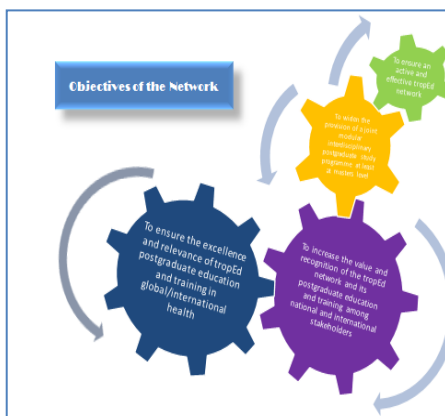 Objectives of the Network
To ensure an
active and
effective tropEd
network
To widen the
provision of a joint
modular
interdisciplinary
postgraduate study
programme at least
at masters level
To ensure the excellence
and relevance of tropEd
postgraduate education
and training in
global/international
health
To increase the value and
recognition of the tropEd
network and its
postgraduate education
and training among
national and international
stakeholders